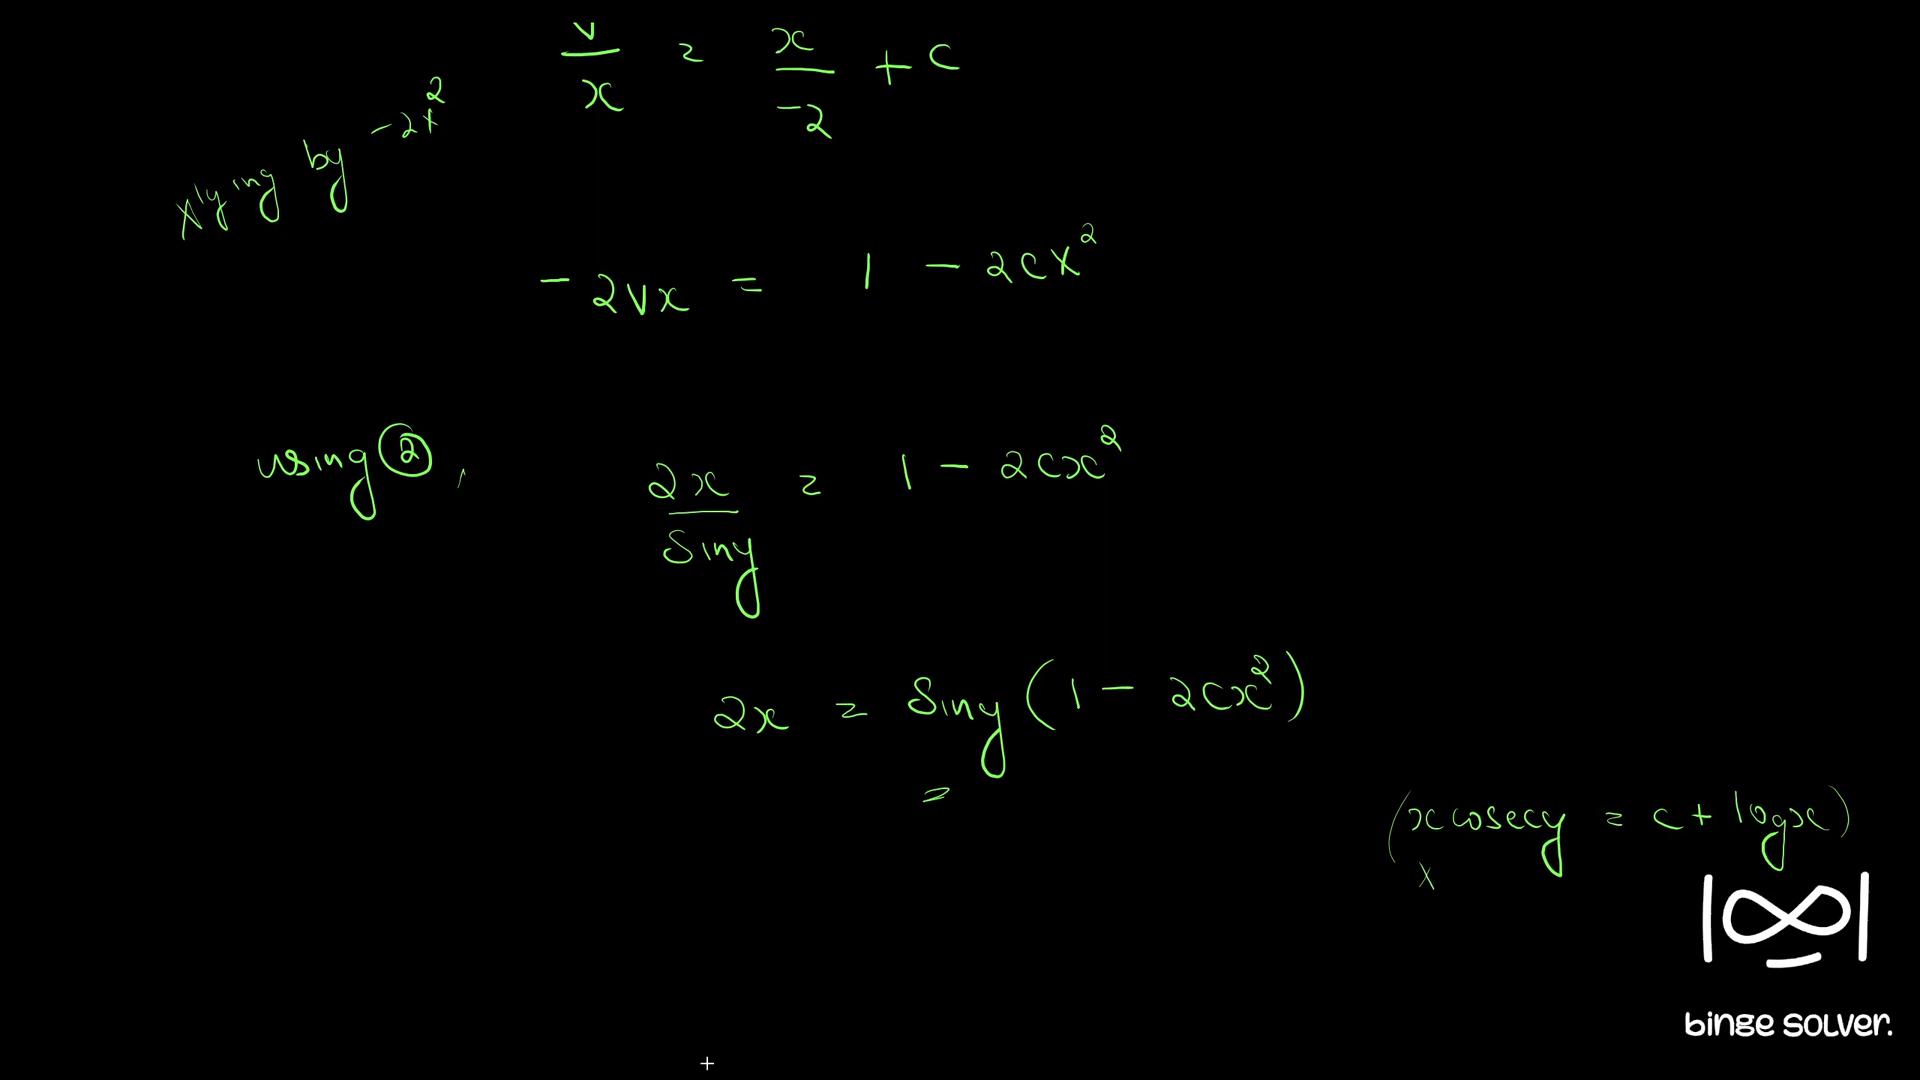 v/x = x/-2 + c
xlying by -2x²
-2vx = 1 - 2cx²
using ②, 2x/siny = 1 - 2cx²
2x = siny(1 - 2cx²)
=
(x cosecy = c + logx)
x
binge solver.